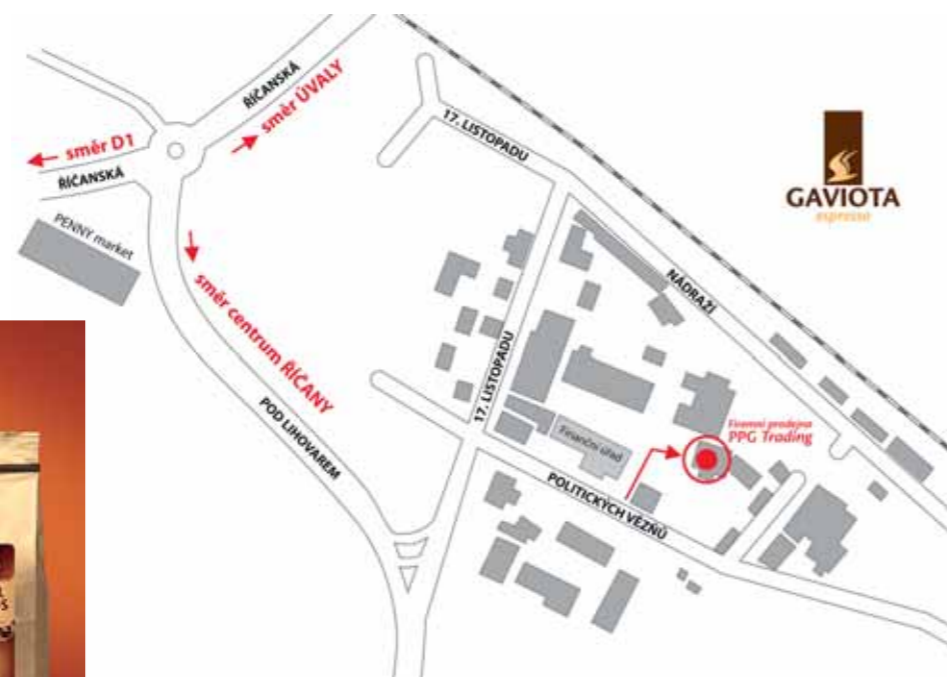 ŘÍČANSKÁ
směr ÚVALY
směr D1
ŘÍČANSKÁ
PENNY market
směr centrum ŘÍČANY
POD LIHOVAREM
17. LISTOPADU
17. LISTOPADU
NÁDRAŽÍ
GAVIOTA
espresso
Firemní prodejna
PPG Trading
Finanční úřad
POLITICKÝCH VĚZŇŮ